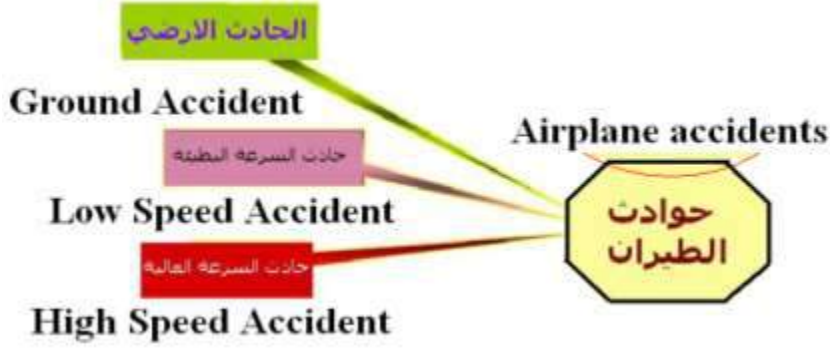 الحادث الارضي
Ground Accident
حادث السرعة البطيئة
Low Speed Accident
حادث السرعة العالية
High Speed Accident
Airplane accidents
حوادث
الطيران